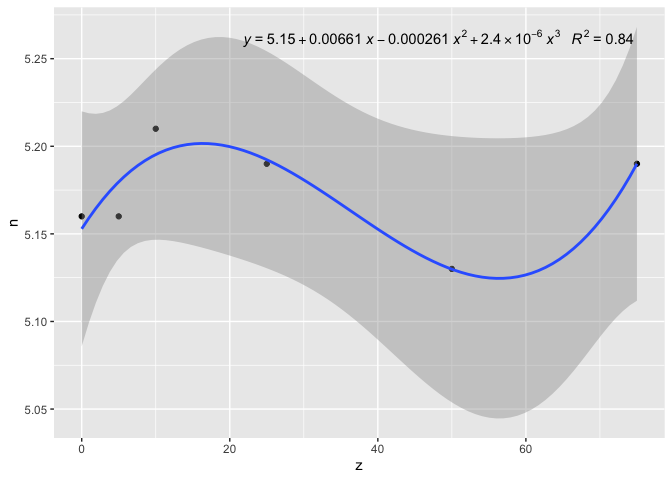 y = 5.15 + 0.00661 x − 0.000261 x² + 2.4 × 10⁻⁶ x³   R² = 0.84
5.25
5.20
5.15
5.10
5.05
n
0 20 40 60
z